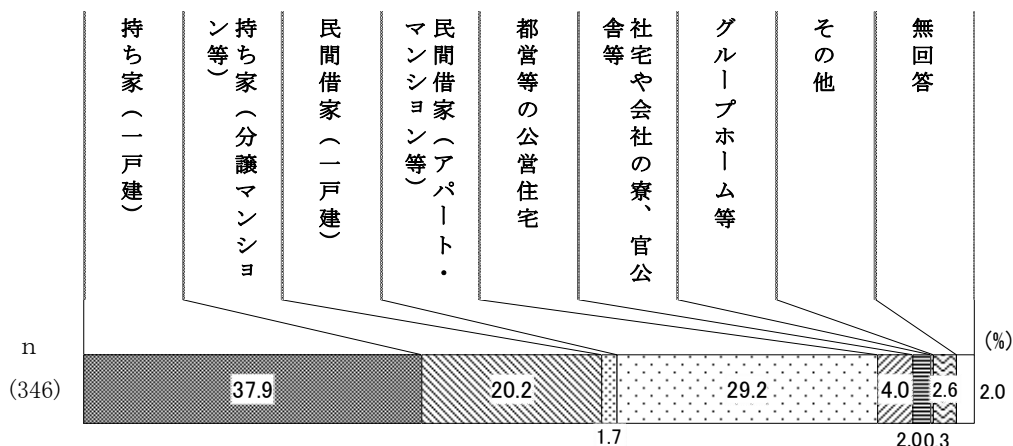 持ち家（一戸建）
持ち家（分譲マンショ
ン等）
民間借家（一戸建）
民間借家（アパート・
マンション等）
都営等の公営住宅
社宅や会社の寮、官公
舎等
グループホーム等
その他
無回答
(%)
n
(346)
37.9
20.2
29.2
4.0
2.6
2.0
1.7
2.0
0.3